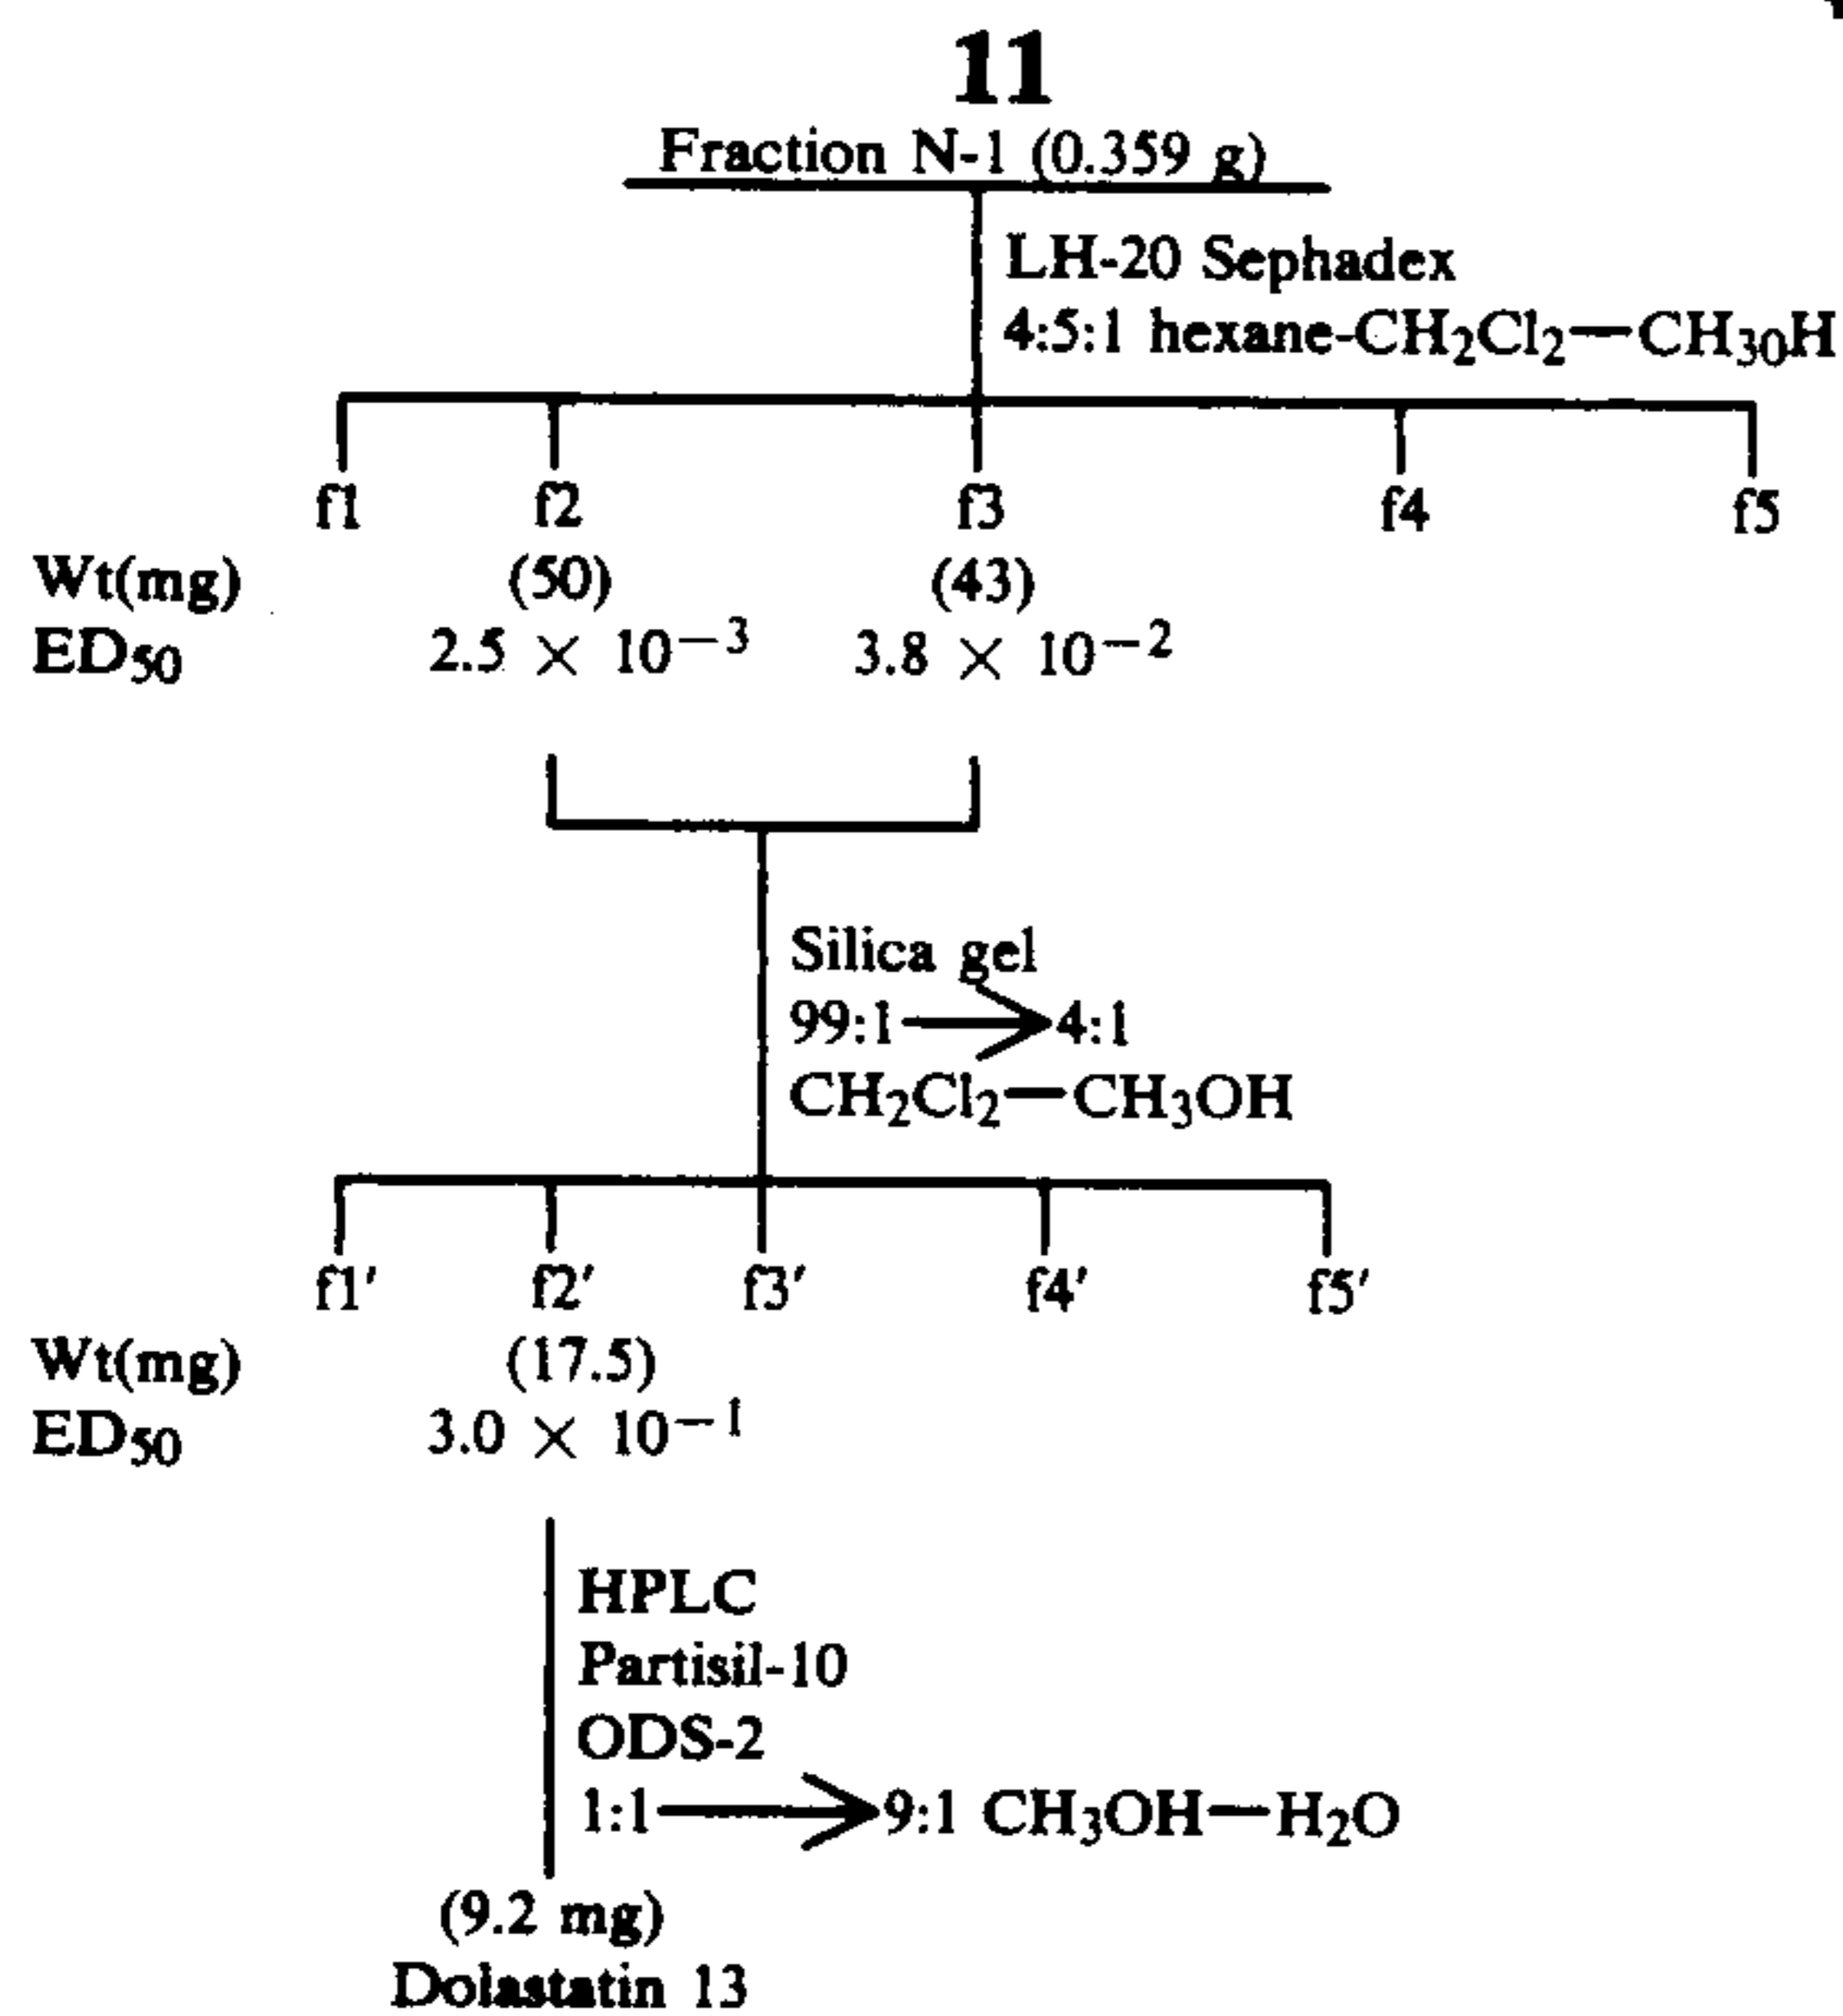 11
Fraction N-1 (0.359 g)
LH-20 Sephadex
4:5:1 hexane-CH₂Cl₂—CH₃₀H
f1 f2 f3 f4 f5
Wt(mg) (50) (43)
ED₅₀ 2.5 × 10⁻³ 3.8 × 10⁻²
Silica gel
99:1⟶4:1
CH₂Cl₂—CH₃OH
f1' f2' f3' f4' f5'
Wt(mg) (17.5)
ED₅₀ 3.0 × 10⁻¹
HPLC
Partisil-10
ODS-2
1:1⟶9:1 CH₃OH—H₂O
(9.2 mg)
Dolastatin 13